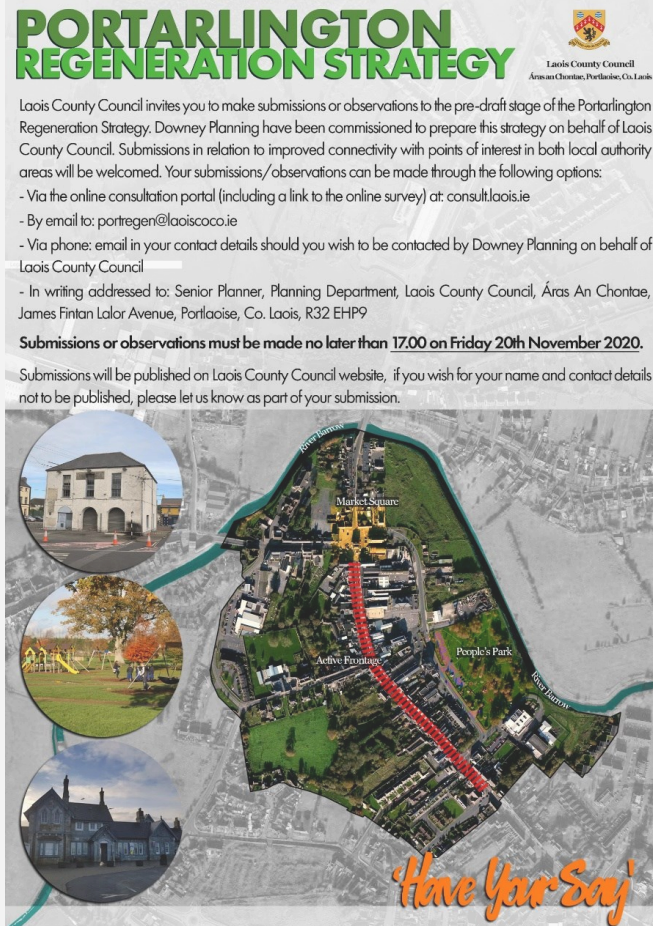 PORTARLINGTON
REGENERATION STRATEGY
Laois County Council
Áras an Chontae, Portlaoise, Co. Laois
Laois County Council invites you to make submissions or observations to the pre-draft stage of the Portarlington
Regeneration Strategy. Downey Planning have been commissioned to prepare this strategy on behalf of Laois
County Council. Submissions in relation to improved connectivity with points of interest in both local authority
areas will be welcomed. Your submissions/observations can be made through the following options:
- Via the online consultation portal (including a link to the online survey) at: consult.laois.ie
- By email to: portregen@laoiscoco.ie
- Via phone: email in your contact details should you wish to be contacted by Downey Planning on behalf of
Laois County Council
- In writing addressed to: Senior Planner, Planning Department, Laois County Council, Áras An Chontae,
James Fintan Lalor Avenue, Portlaoise, Co. Laois, R32 EHP9
Submissions or observations must be made no later than 17.00 on Friday 20th November 2020.
Submissions will be published on Laois County Council website, if you wish for your name and contact details
not to be published, please let us know as part of your submission.
River Barrow
Market Square
Active Frontage
People's Park
River Barrow
'Have Your Say'